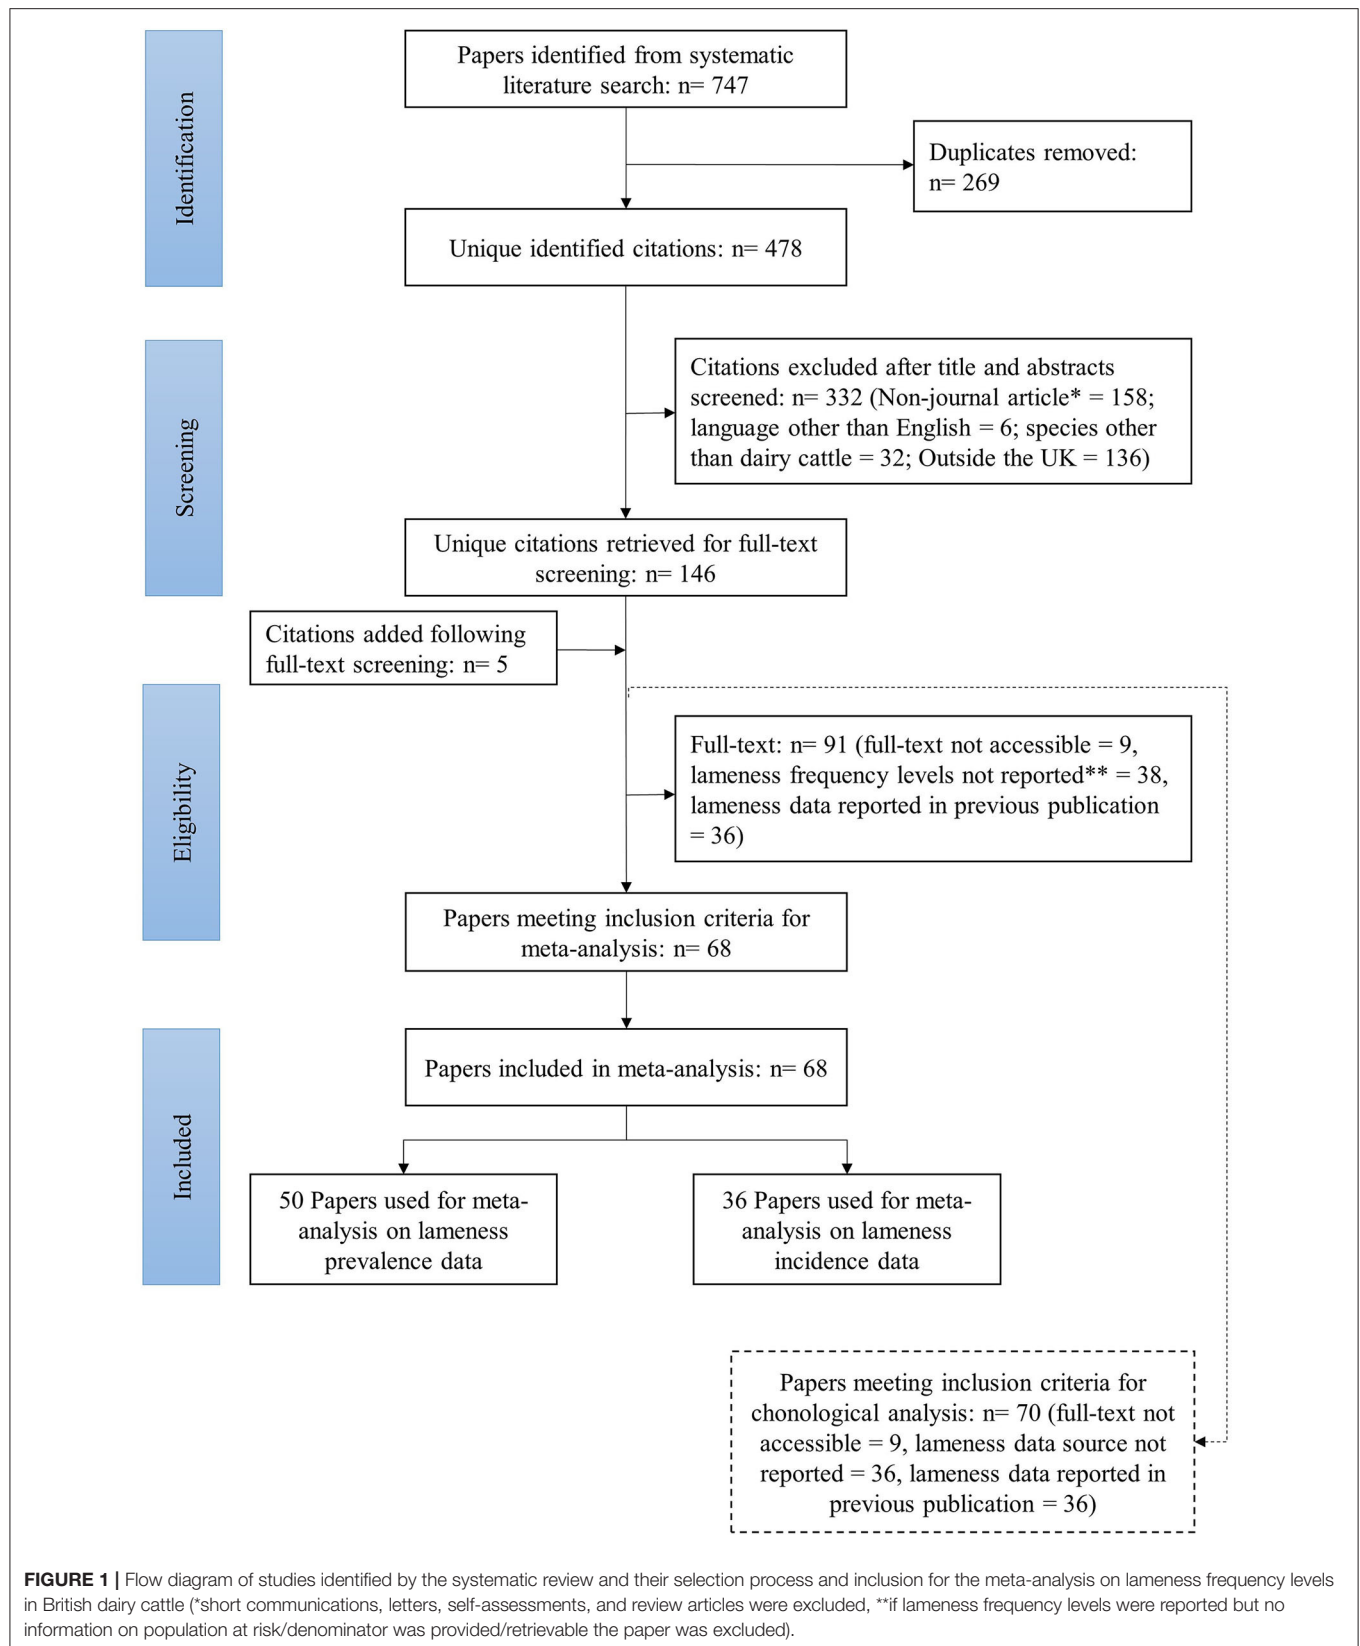 Identification
Papers identified from systematic
literature search: n= 747
Duplicates removed:
n= 269
Unique identified citations: n= 478
Screening
Citations excluded after title and abstracts
screened: n= 332 (Non-journal article* = 158;
language other than English = 6; species other
than dairy cattle = 32; Outside the UK = 136)
Unique citations retrieved for full-text
screening: n= 146
Citations added following
full-text screening: n= 5
Eligibility
Full-text: n= 91 (full-text not accessible = 9,
lameness frequency levels not reported** = 38,
lameness data reported in previous publication
= 36)
Papers meeting inclusion criteria for
meta-analysis: n= 68
Included
Papers included in meta-analysis: n= 68
50 Papers used for meta-
analysis on lameness
prevalence data
36 Papers used for meta-
analysis on lameness
incidence data
Papers meeting inclusion criteria for
chonological analysis: n= 70 (full-text not
accessible = 9, lameness data source not
reported = 36, lameness data reported in
previous publication = 36)
FIGURE 1 | Flow diagram of studies identified by the systematic review and their selection process and inclusion for the meta-analysis on lameness frequency levels
in British dairy cattle (*short communications, letters, self-assessments, and review articles were excluded, **if lameness frequency levels were reported but no
information on population at risk/denominator was provided/retrievable the paper was excluded).